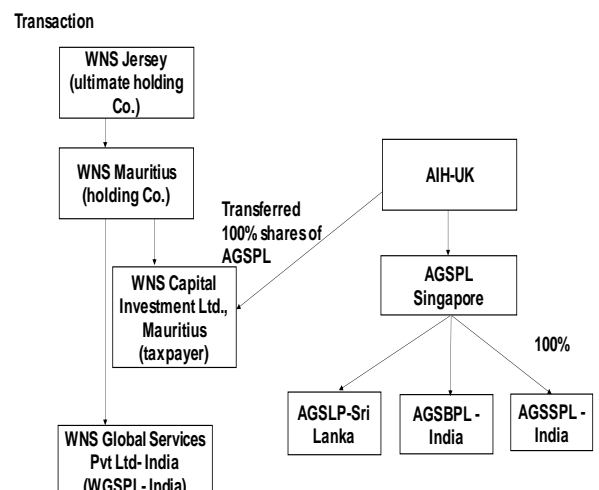 Transaction
WNS Jersey
(ultimate holding
Co.)
WNS Mauritius
(holding Co.)
AIH-UK
Transferred
100% shares of
AGSPL
AGSPL
Singapore
WNS Capital
Investment Ltd.,
Mauritius
(taxpayer)
100%
AGSLP-Sri
Lanka
AGSBPL -
India
AGSSPL -
India
WNS Global Services
Pvt Ltd- India
(WGSPL - India)